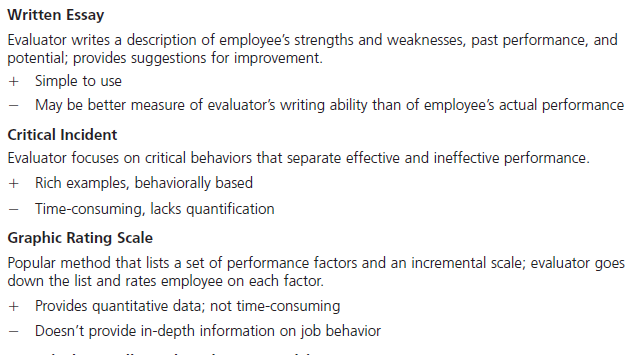 Written Essay
Evaluator writes a description of employee's strengths and weaknesses, past performance, and
potential; provides suggestions for improvement.
+ Simple to use
− May be better measure of evaluator's writing ability than of employee's actual performance
Critical Incident
Evaluator focuses on critical behaviors that separate effective and ineffective performance.
+ Rich examples, behaviorally based
− Time-consuming, lacks quantification
Graphic Rating Scale
Popular method that lists a set of performance factors and an incremental scale; evaluator goes
down the list and rates employee on each factor.
+ Provides quantitative data; not time-consuming
− Doesn't provide in-depth information on job behavior